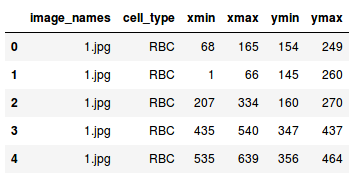 image_names cell_type xmin xmax ymin ymax
0 1.jpg RBC 68 165 154 249
1 1.jpg RBC 1 66 145 260
2 1.jpg RBC 207 334 160 270
3 1.jpg RBC 435 540 347 437
4 1.jpg RBC 535 639 356 464